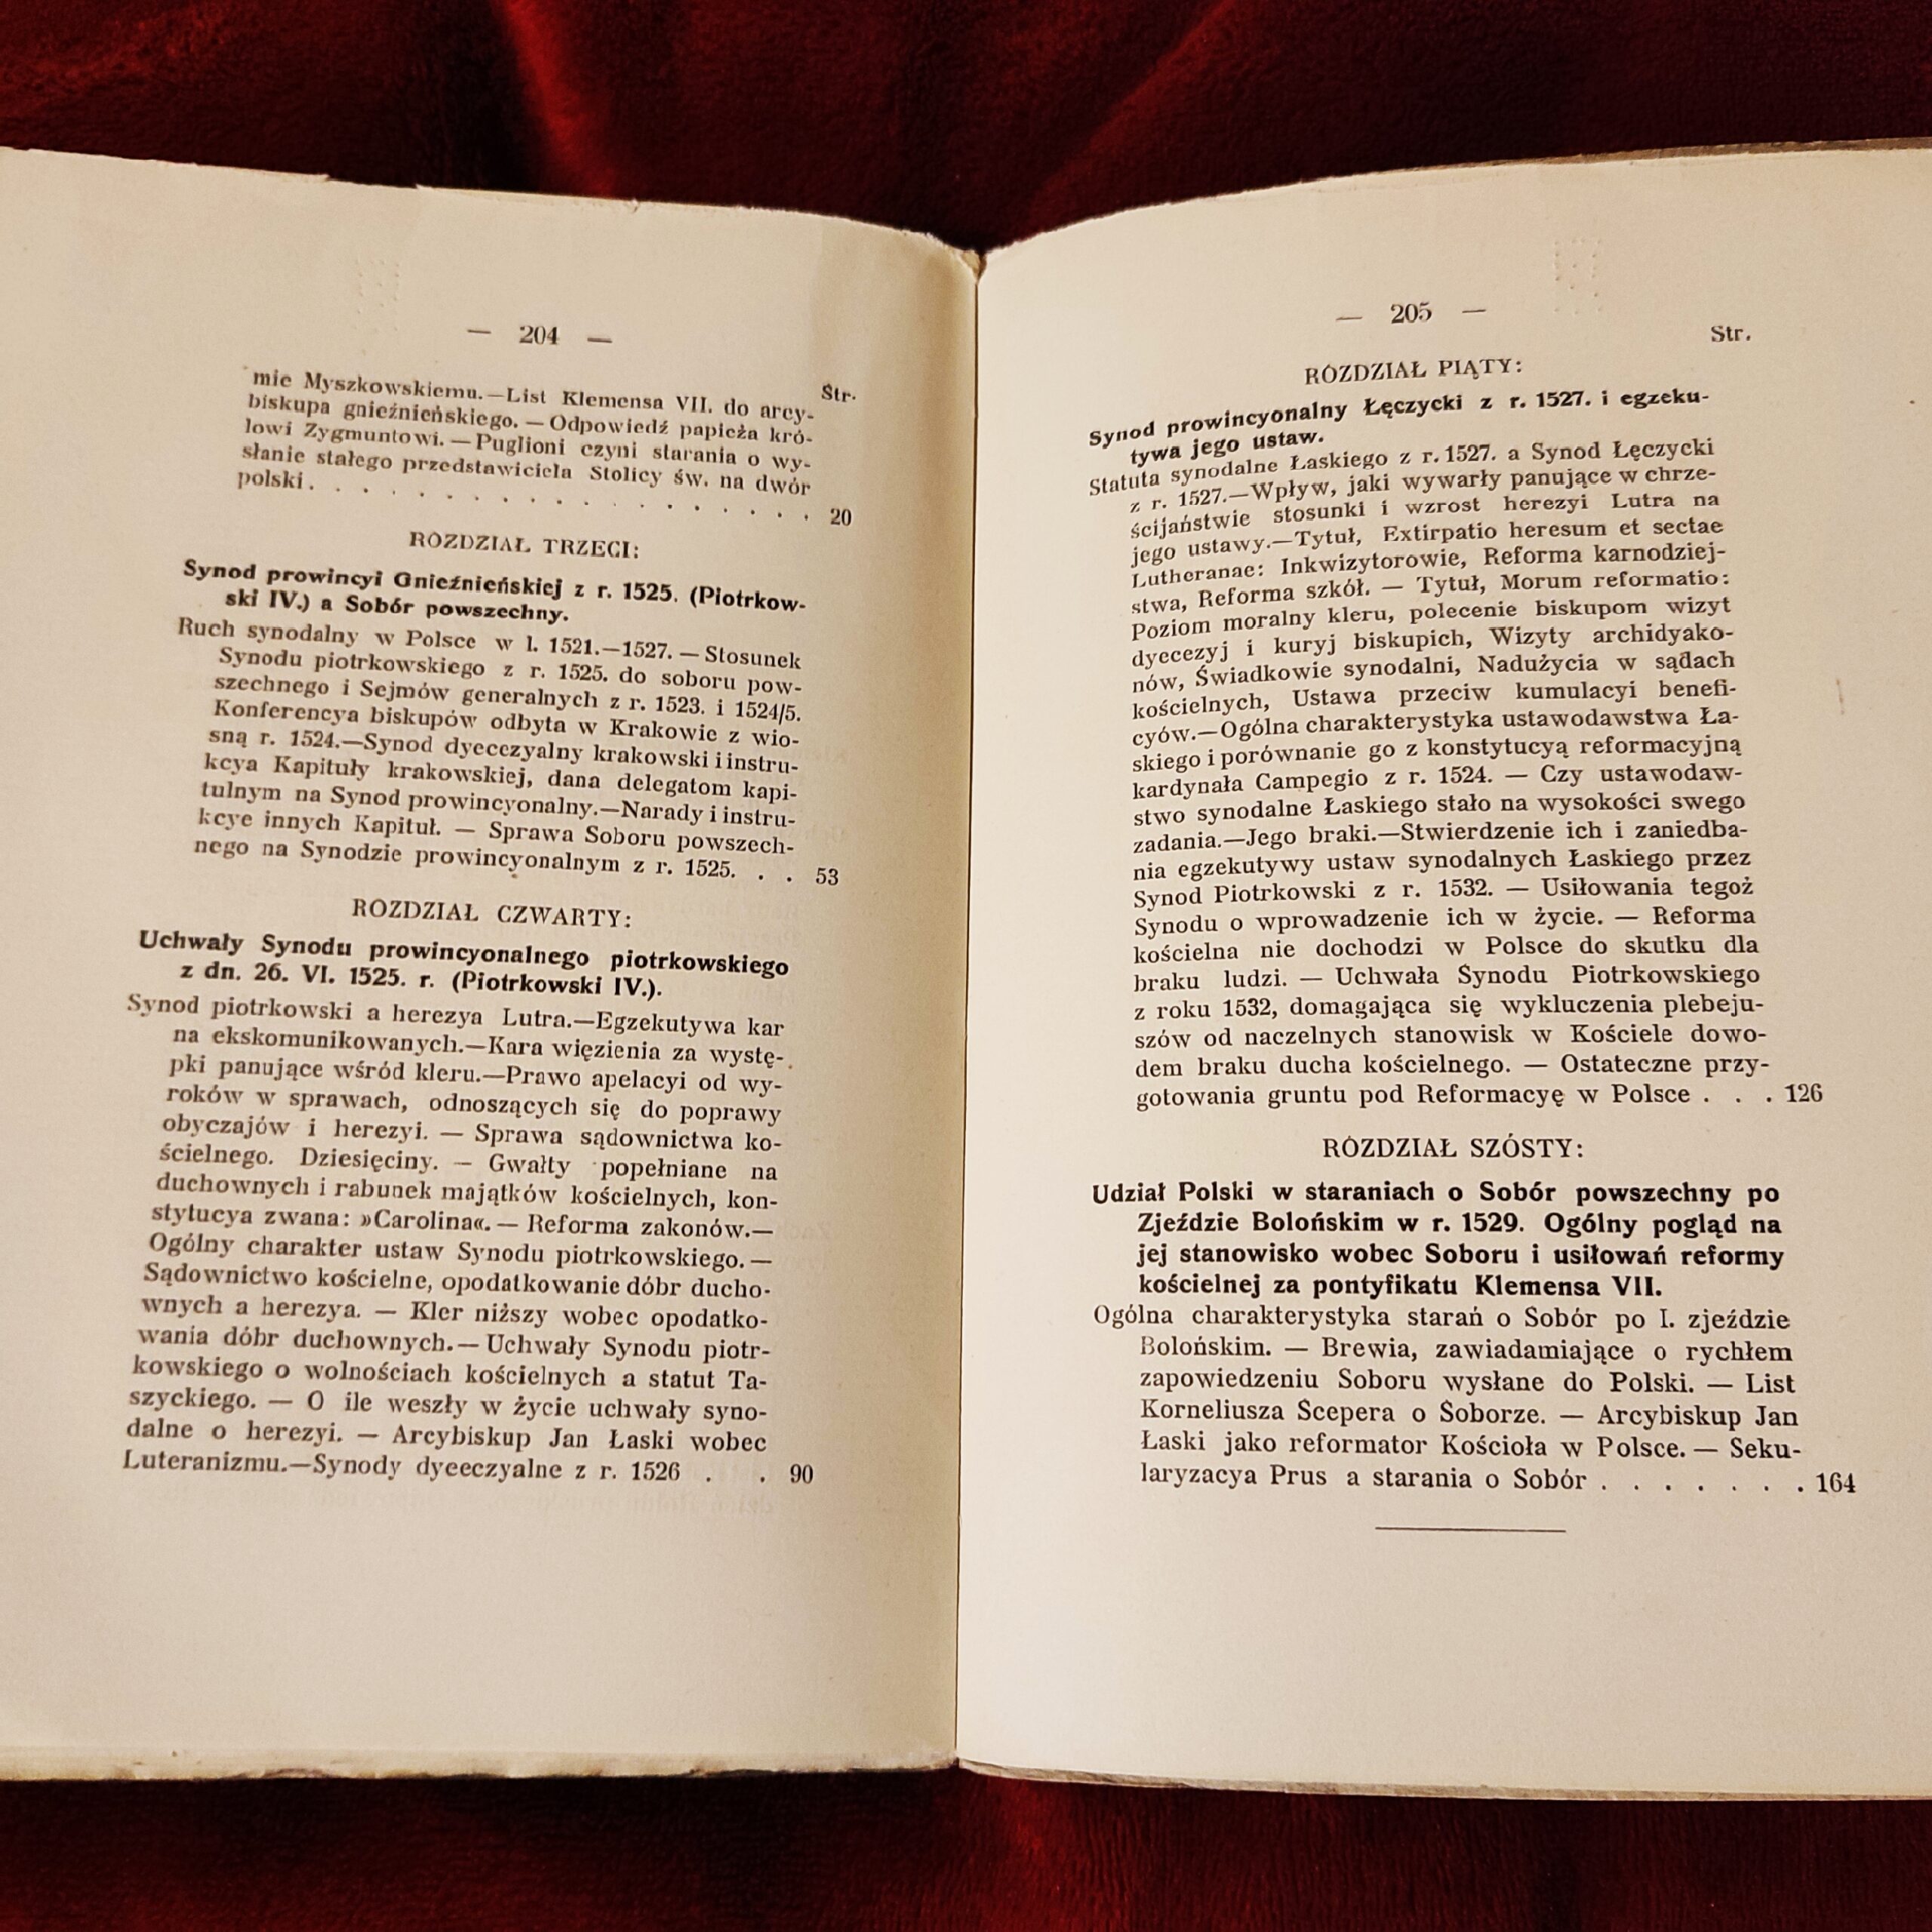 — 204 —
Str.
mie Myszkowskiemu.—List Klemensa VII. do arcy-
biskupa gnieźnieńskiego. — Odpowiedź papieża kró-
lowi Zygmuntowi. — Puglioni czyni starania o wy-
słanie stałego przedstawiciela Stolicy św. na dwór
polski. . . . . . . . . . . . . . . . . 20
ROZDZIAŁ TRZECI:
Synod prowincyi Gnieźnieńskiej z r. 1525. (Piotrkow-
ski IV.) a Sobór powszechny.
Ruch synodalny w Polsce w l. 1521.—1527. — Stosunek
Synodu piotrkowskiego z r. 1525. do soboru pow-
szechnego i Sejmów generalnych z r. 1523. i 1524/5.
Konferencya biskupów odbyta w Krakowie z wio-
sną r. 1524.—Synod dyecezyalny krakowski i instru-
kcya Kapituły krakowskiej, dana delegatom kapi-
tulnym na Synod prowincyonalny.—Narady i instru-
kcye innych Kapituł. — Sprawa Soboru powszech-
nego na Synodzie prowincyonalnym z r. 1525. . . 53
ROZDZIAŁ CZWARTY:
Uchwały Synodu prowincyonalnego piotrkowskiego
z dn. 26. VI. 1525. r. (Piotrkowski IV.).
Synod piotrkowski a herezya Lutra.—Egzekutywa kar
na ekskomunikowanych.—Kara więzienia za wystę-
pki panujące wśród kleru.—Prawo apelacyi od wy-
roków w sprawach, odnoszących się do poprawy
obyczajów i herezyi. — Sprawa sądownictwa ko-
ścielnego. Dziesięciny. — Gwałty popełniane na
duchownych i rabunek majątków kościelnych, kon-
stytucya zwana: »Carolina«. — Reforma zakonów.—
Ogólny charakter ustaw Synodu piotrkowskiego. —
Sądownictwo kościelne, opodatkowanie dóbr ducho-
wnych a herezya. — Kler niższy wobec opodatko-
wania dóbr duchownych. — Uchwały Synodu piotr-
kowskiego o wolnościach kościelnych a statut Ta-
szyckiego. — O ile weszły w życie uchwały syno-
dalne o herezyi. — Arcybiskup Jan Łaski wobec
Luteranizmu.—Synody dyeeczyalne z r. 1526 . . 90
— 205 —
Str.
ROZDZIAŁ PIĄTY:
Synod prowincyonalny Łęczycki z r. 1527. i egzeku-
tywa jego ustaw.
Statuta synodalne Łaskiego z r. 1527. a Synod Łęczycki
z r. 1527.—Wpływ, jaki wywarły panujące w chrze-
ścijaństwie stosunki i wzrost herezyi Lutra na
jego ustawy.—Tytuł, Extirpatio heresum et sectae
Lutheranae: Inkwizytorowie, Reforma karnodziej-
stwa, Reforma szkół. — Tytuł, Morum reformatio:
Poziom moralny kleru, polecenie biskupom wizyt
dyecezyj i kuryj biskupich, Wizyty archidyako-
nów, Świadkowie synodalni, Nadużycia w sądach
kościelnych, Ustawa przeciw kumulacyi benefi-
cyów.—Ogólna charakterystyka ustawodawstwa Ła-
skiego i porównanie go z konstytucyą reformacyjną
kardynała Campegio z r. 1524. — Czy ustawodaw-
stwo synodalne Łaskiego stało na wysokości swego
zadania.—Jego braki.—Stwierdzenie ich i zaniedba-
nia egzekutywy ustaw synodalnych Łaskiego przez
Synod Piotrkowski z r. 1532. — Usiłowania tegoż
Synodu o wprowadzenie ich w życie. — Reforma
kościelna nie dochodzi w Polsce do skutku dla
braku ludzi. — Uchwała Synodu Piotrkowskiego
z roku 1532, domagająca się wykluczenia plebeju-
szów od naczelnych stanowisk w Kościele dowo-
dem braku ducha kościelnego. — Ostateczne przy-
gotowania gruntu pod Reformacyę w Polsce . . . 126
ROZDZIAŁ SZÓSTY:
Udział Polski w staraniach o Sobór powszechny po
Zjeździe Bolońskim w r. 1529. Ogólny pogląd na
jej stanowisko wobec Soboru i usiłowań reformy
kościelnej za pontyfikatu Klemensa VII.
Ogólna charakterystyka starań o Sobór po I. zjeździe
Bolońskim. — Brewia, zawiadamiające o rychłem
zapowiedzeniu Soboru wysłane do Polski. — List
Korneliusza Scepera o Soborze. — Arcybiskup Jan
Łaski jako reformator Kościoła w Polsce. — Seku-
laryzacya Prus a starania o Sobór . . . . . . . 164